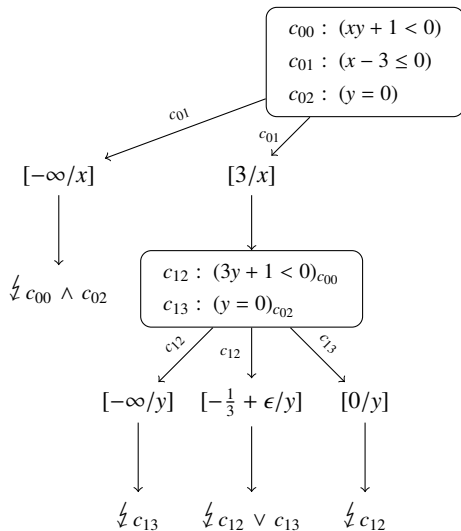 c₀₀ : (xy + 1 < 0)
c₀₁ : (x − 3 ≤ 0)
c₀₂ : (y = 0)
c₀₁
c₀₁
[−∞/x]
[3/x]
↯ c₀₀ ∧ c₀₂
c₁₂ : (3y + 1 < 0)c₀₀
c₁₃ : (y = 0)c₀₂
c₁₂
c₁₂
c₁₃
[−∞/y]
[−1/3 + ϵ/y]
[0/y]
↯ c₁₃
↯ c₁₂ ∨ c₁₃
↯ c₁₂